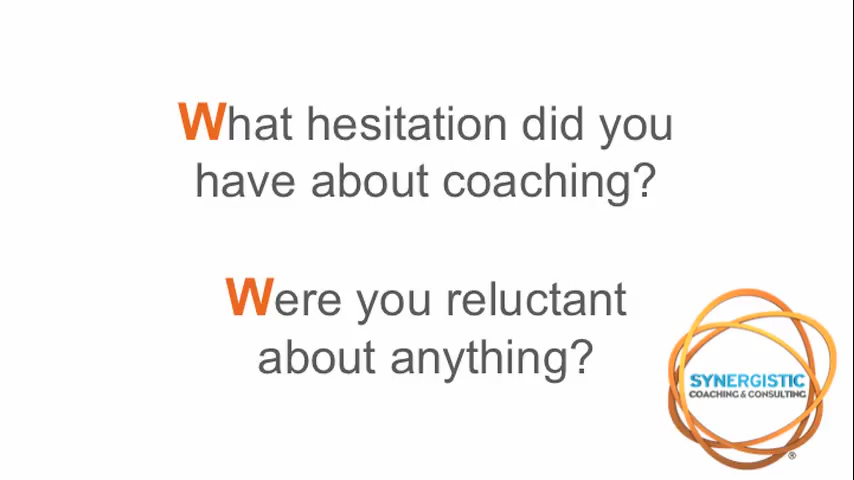 What hesitation did you
have about coaching?
Were you reluctant
about anything?
SYNERGISTIC
COACHING & CONSULTING
®